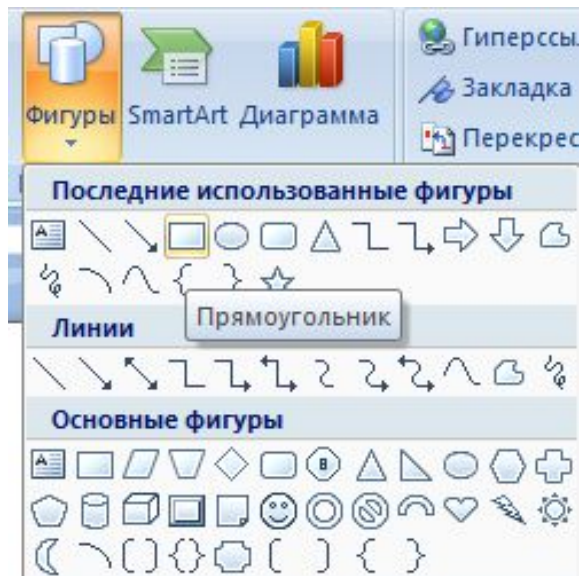 Гиперссы
Закладка
Перекрес
Фигуры SmartArt Диаграмма
Последние использованные фигуры
Прямоугольник
Линии
Основные фигуры